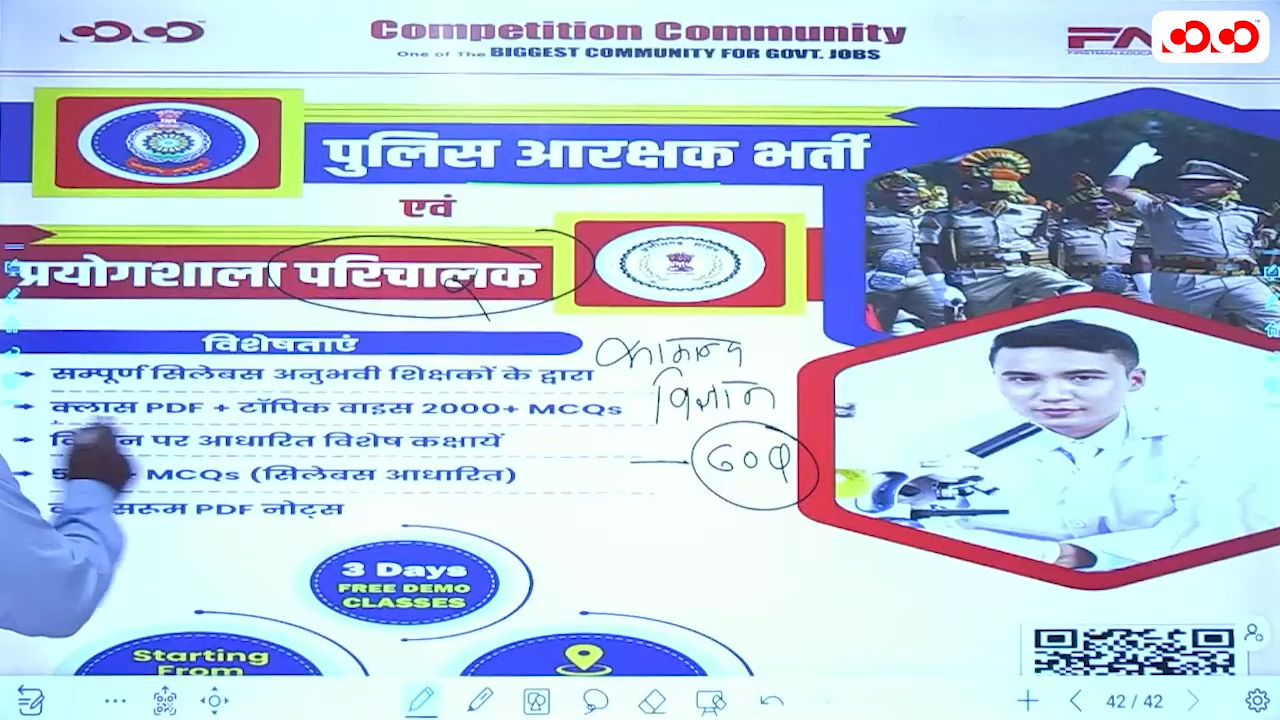 Competition Community
One of The BIGGEST COMMUNITY FOR GOVT. JOBS
पुलिस आरक्षक भर्ती
एवं
प्रयोगशाला परिचालक
विशेषताएं
सम्पूर्ण सिलेबस अनुभवी शिक्षकों के द्वारा
क्लास PDF + टॉपिक वाइस 2000+ MCQs
पर आधारित विशेष कक्षायें
MCQs (सिलेबस आधारित)
PDF नोट्स
विज्ञान
3 Days
FREE DEMO
CLASSES
Starting
From
42 / 42